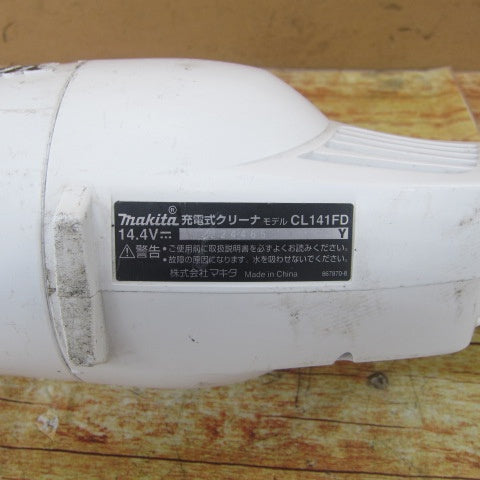 makita® 充電式クリーナ モデル CL141FD
14.4V Y
⚠警告 •ご使用前に取扱説明書を必ずよくお読みください。
•故障の原因になります。水を吸わせないでください。
株式会社マキタ Made in China 867970-8